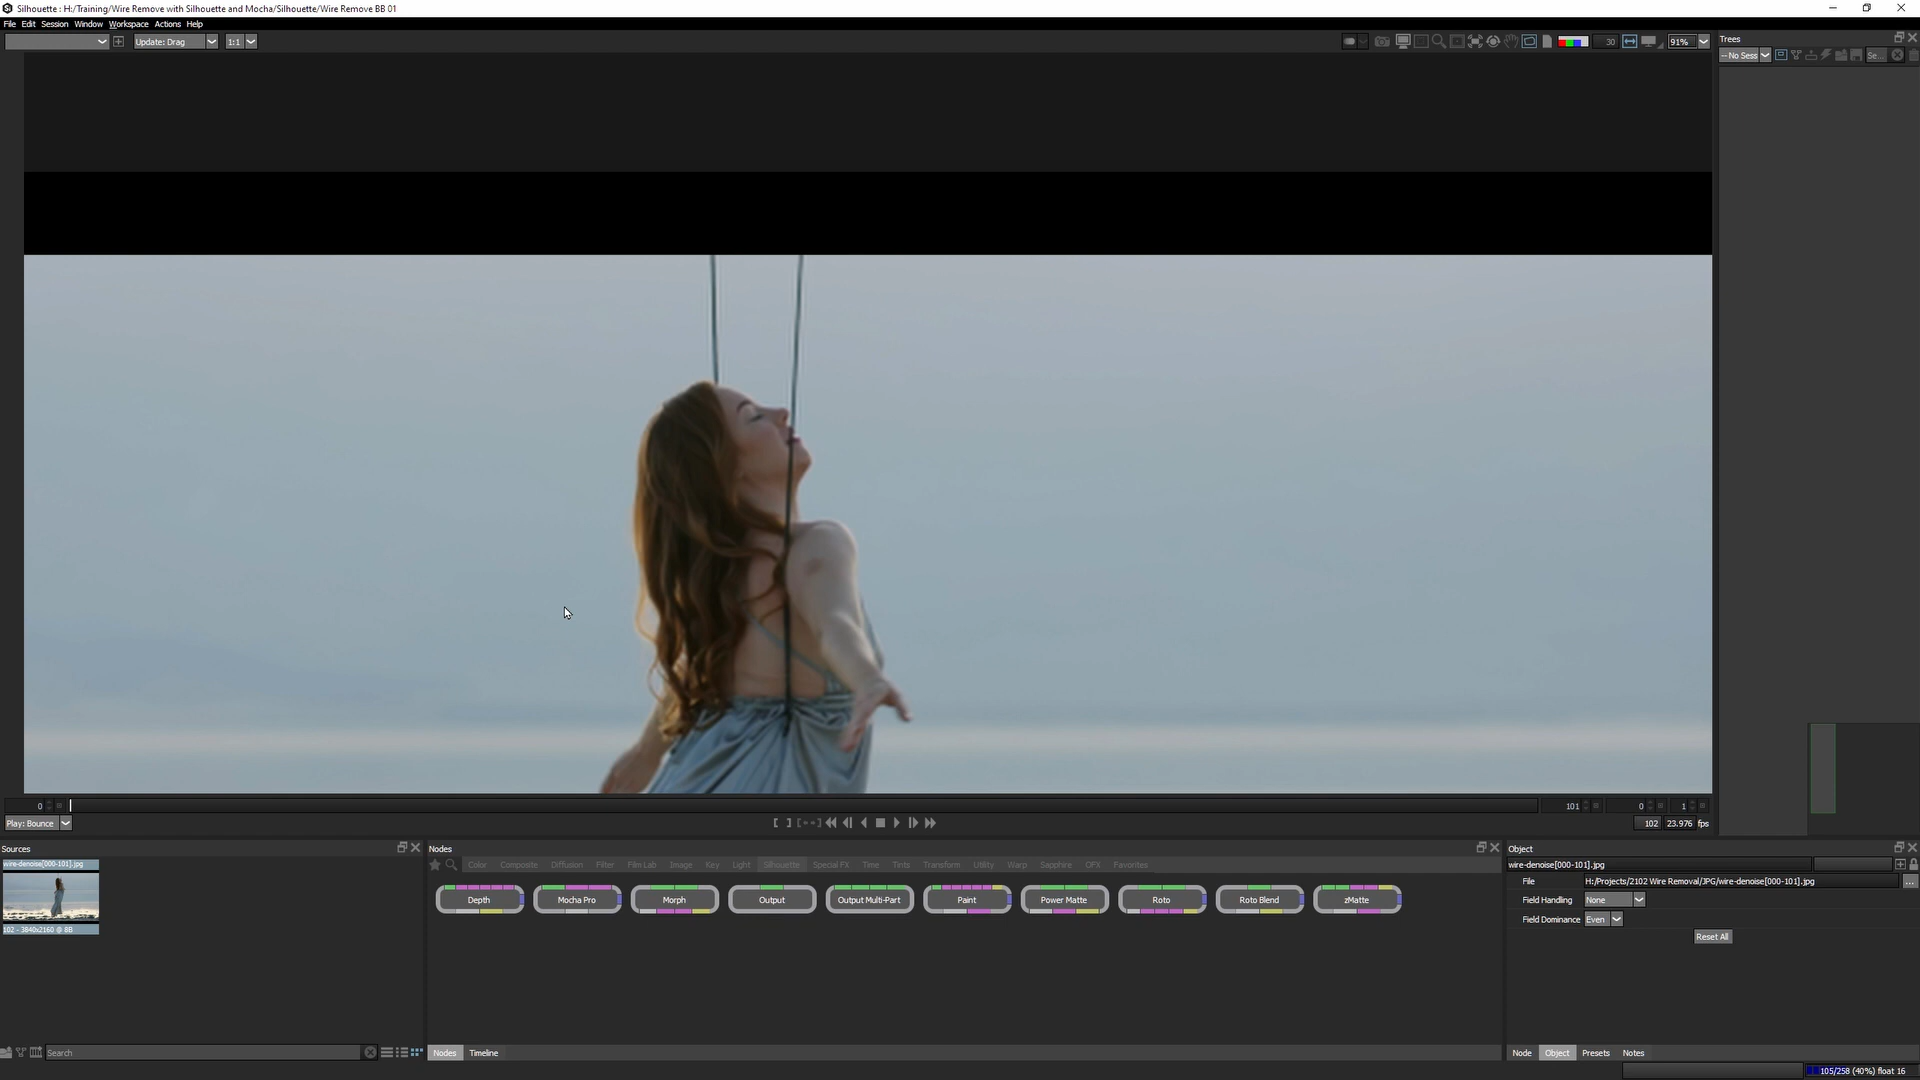 Silhouette : H:/Training/Wire Remove with Silhouette and Mocha/Silhouette/Wire Remove BB 01
File Edit Session Window Workspace Actions Help
Update: Drag 1:1
30 91%
Trees
-- No Sess Se...
0 101 0 1
Play: Bounce 102 23.976 fps
Sources
wire-denoise[000-101].jpg
102 - 3840x2160 @ 8B
Search
Nodes
Color Composite Diffusion Filter Film Lab Image Key Light Silhouette Special FX Time Tints Transform Utility Warp Sapphire OFX Favorites
Depth Mocha Pro Morph Output Output Multi-Part Paint Power Matte Roto Roto Blend zMatte
Nodes Timeline
Object
wire-denoise[000-101].jpg
File H:/Projects/2102 Wire Removal/JPG/wire-denoise[000-101].jpg ...
Field Handling None
Field Dominance Even
Reset All
Node Object Presets Notes
105/258 (40%) float 16